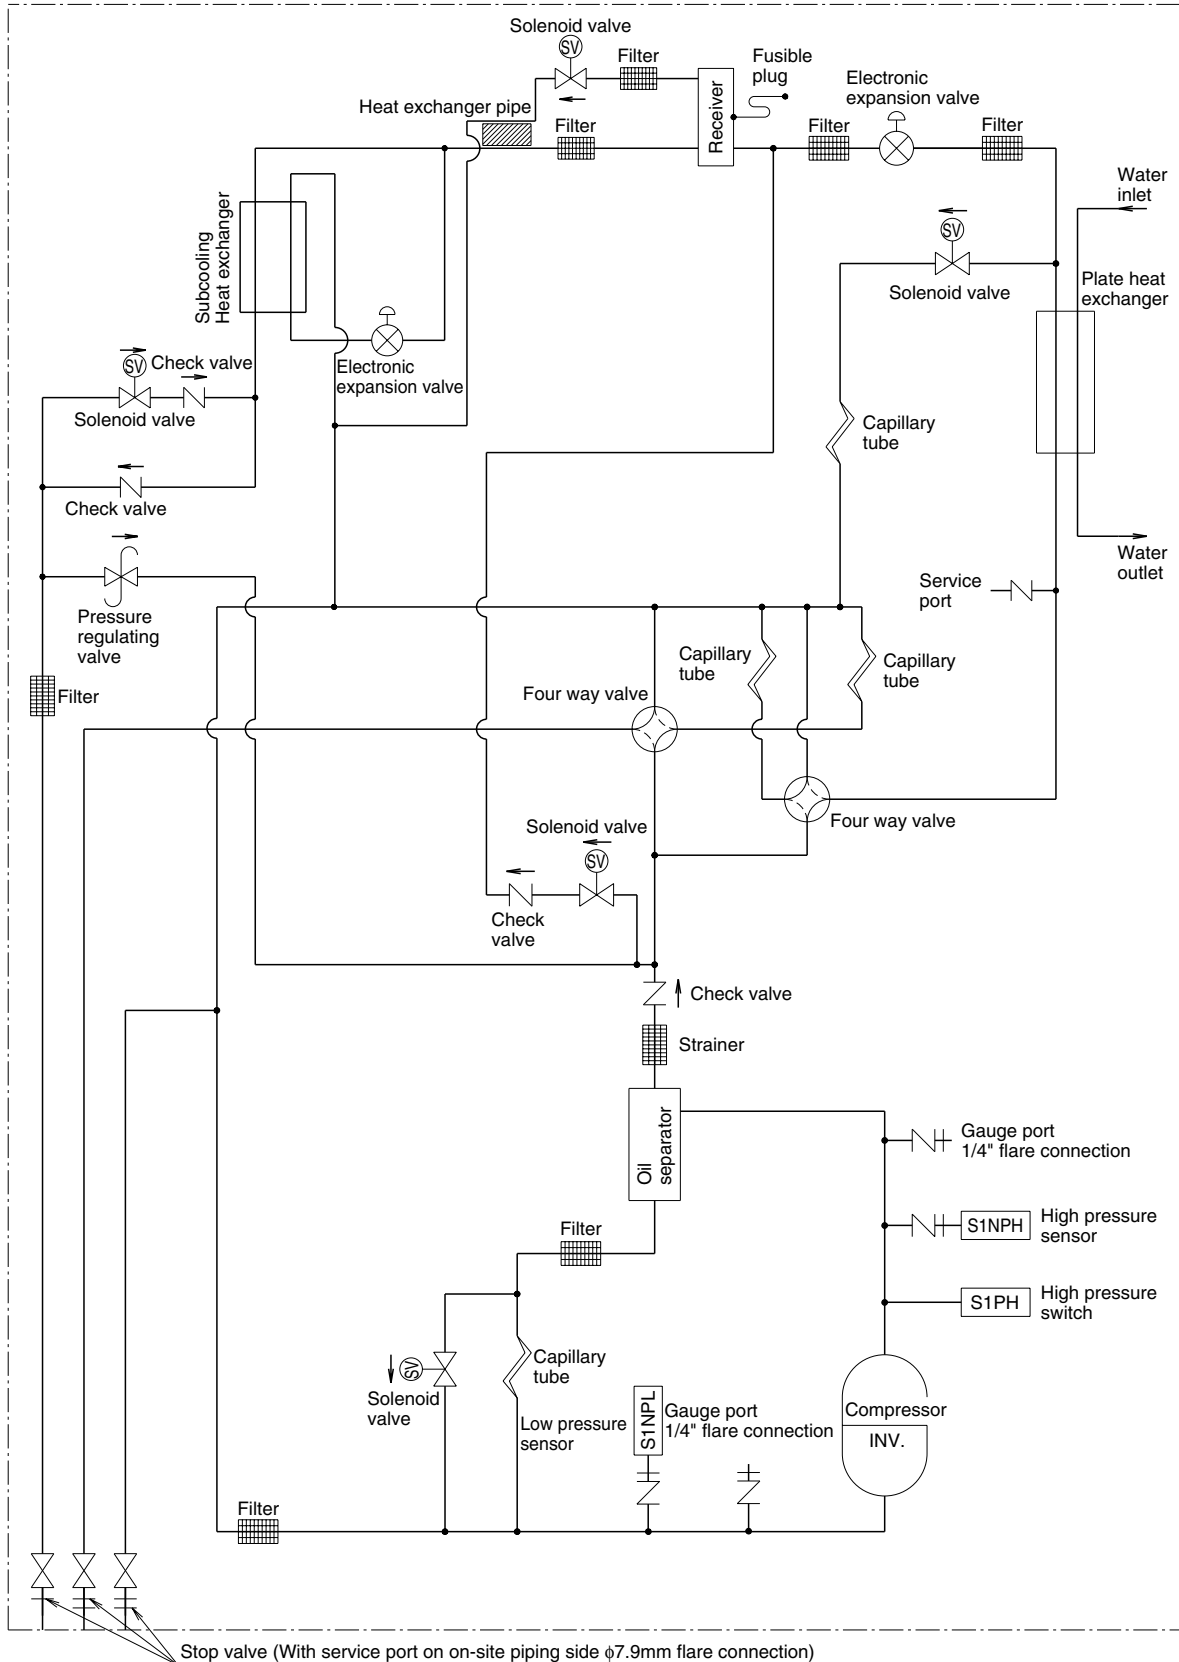 Solenoid valve
SV
Filter
Fusible
plug
Receiver
Electronic
expansion valve
Heat exchanger pipe
Filter
Filter
Filter
Water
inlet
SV
Solenoid valve
Plate heat
exchanger
Subcooling
Heat exchanger
Electronic
expansion valve
SV
Check valve
Solenoid valve
Capillary
tube
Check valve
Water
outlet
Service
port
Pressure
regulating
valve
Filter
Capillary
tube
Capillary
tube
Four way valve
Four way valve
Solenoid valve
SV
Check
valve
Check valve
Strainer
Oil
separator
Gauge port
1/4" flare connection
S1NPH
High pressure
sensor
Filter
S1PH
High pressure
switch
SV
Solenoid
valve
Capillary
tube
Low pressure
sensor
S1NPL
Gauge port
1/4" flare connection
Compressor
INV.
Filter
Stop valve (With service port on on-site piping side ϕ7.9mm flare connection)